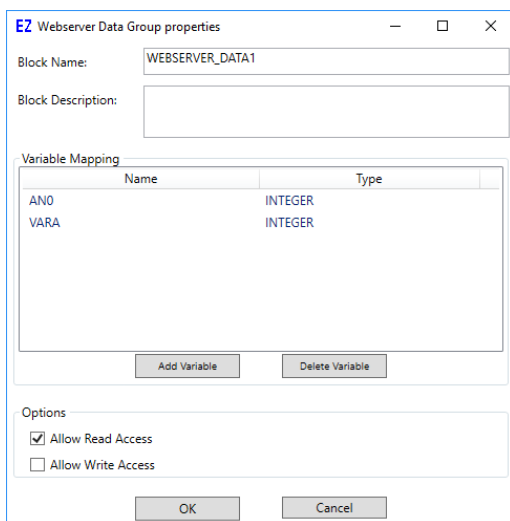 EZ Webserver Data Group properties
Block Name: WEBSERVER_DATA1
Block Description:
Variable Mapping
Name Type
AN0 INTEGER
VARA INTEGER
Add Variable Delete Variable
Options
Allow Read Access
Allow Write Access
OK Cancel